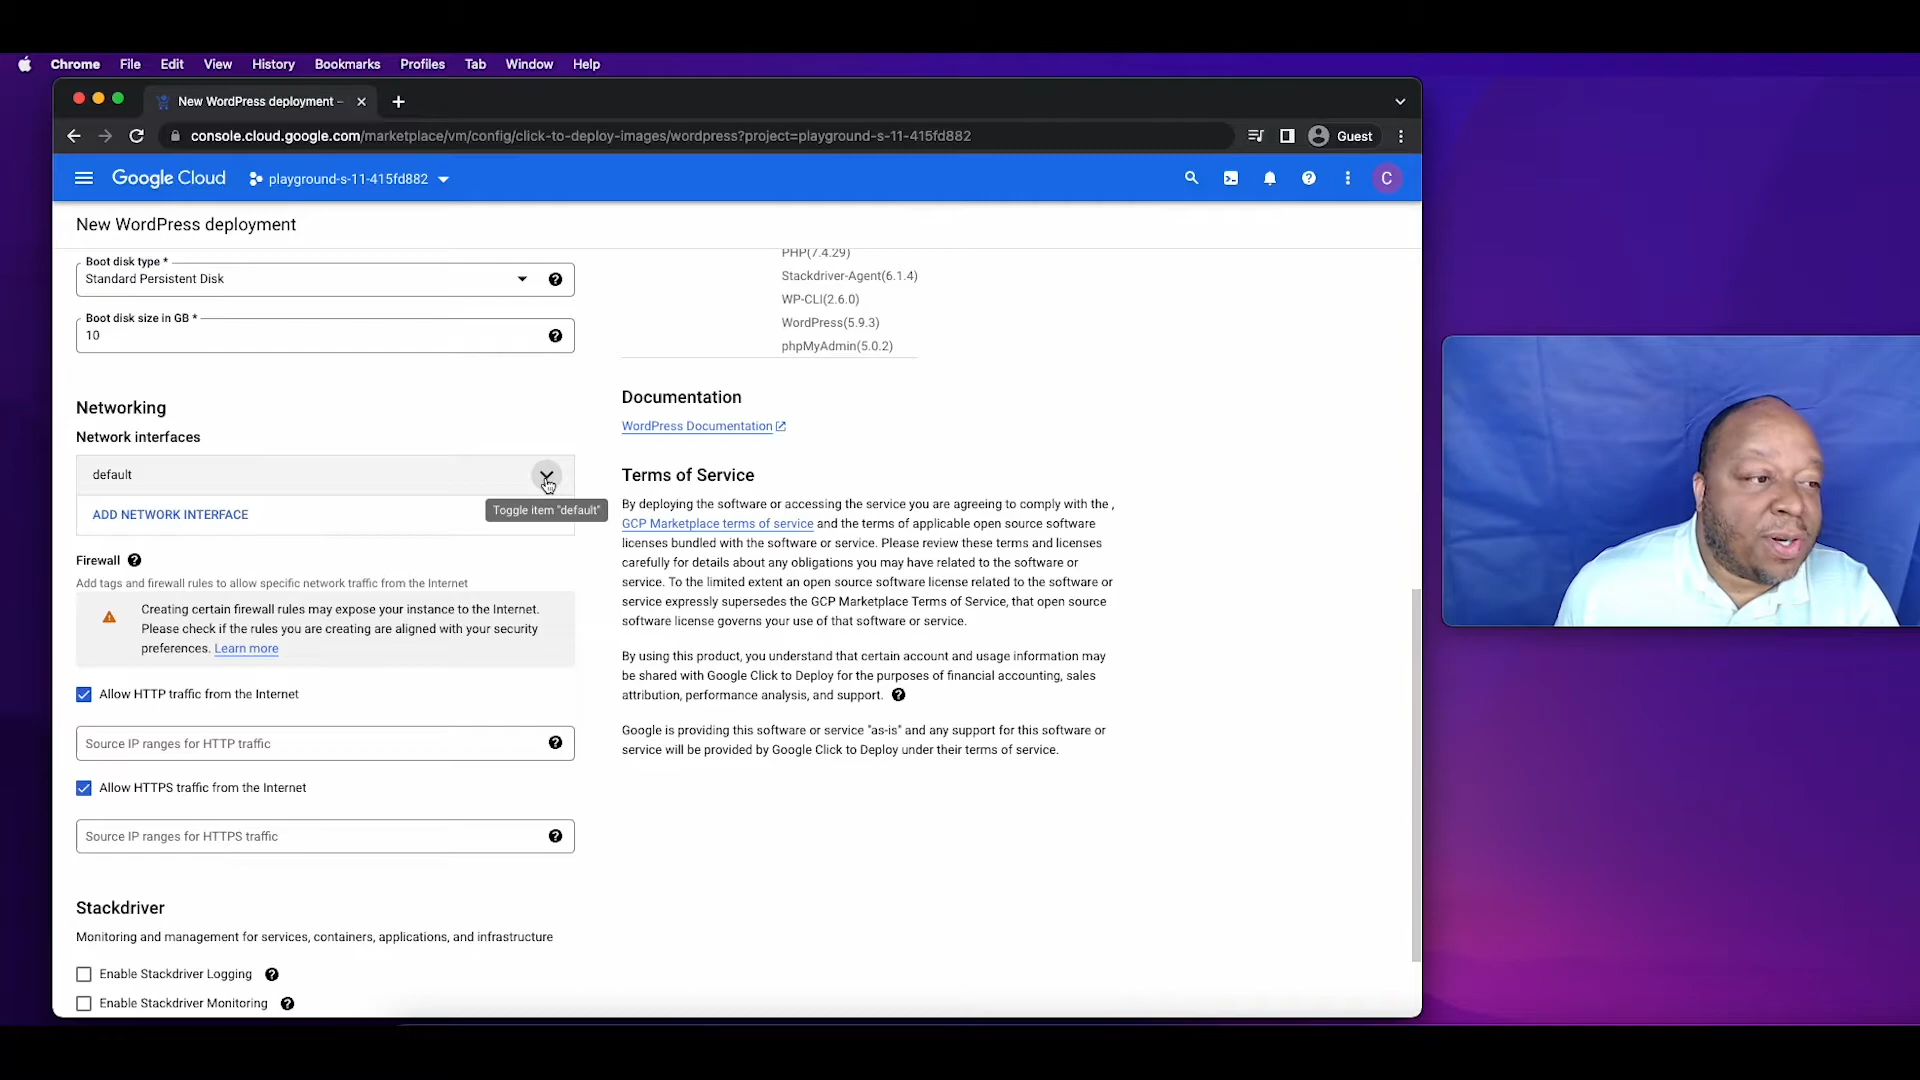 Chrome File Edit View History Bookmarks Profiles Tab Window Help
New WordPress deployment –
console.cloud.google.com/marketplace/vm/config/click-to-deploy-images/wordpress?project=playground-s-11-415fd882
Guest
Google Cloud
playground-s-11-415fd882
C
New WordPress deployment
Boot disk type *
Standard Persistent Disk
Boot disk size in GB *
10
Networking
Network interfaces
default
Toggle item "default"
ADD NETWORK INTERFACE
Firewall
Add tags and firewall rules to allow specific network traffic from the Internet
Creating certain firewall rules may expose your instance to the Internet.
Please check if the rules you are creating are aligned with your security
preferences. Learn more
Allow HTTP traffic from the Internet
Source IP ranges for HTTP traffic
Allow HTTPS traffic from the Internet
Source IP ranges for HTTPS traffic
Stackdriver
Monitoring and management for services, containers, applications, and infrastructure
Enable Stackdriver Logging
Enable Stackdriver Monitoring
PHP(7.4.29)
Stackdriver-Agent(6.1.4)
WP-CLI(2.6.0)
WordPress(5.9.3)
phpMyAdmin(5.0.2)
Documentation
WordPress Documentation
Terms of Service
By deploying the software or accessing the service you are agreeing to comply with the ,
GCP Marketplace terms of service and the terms of applicable open source software
licenses bundled with the software or service. Please review these terms and licenses
carefully for details about any obligations you may have related to the software or
service. To the limited extent an open source software license related to the software or
service expressly supersedes the GCP Marketplace Terms of Service, that open source
software license governs your use of that software or service.
By using this product, you understand that certain account and usage information may
be shared with Google Click to Deploy for the purposes of financial accounting, sales
attribution, performance analysis, and support.
Google is providing this software or service "as-is" and any support for this software or
service will be provided by Google Click to Deploy under their terms of service.